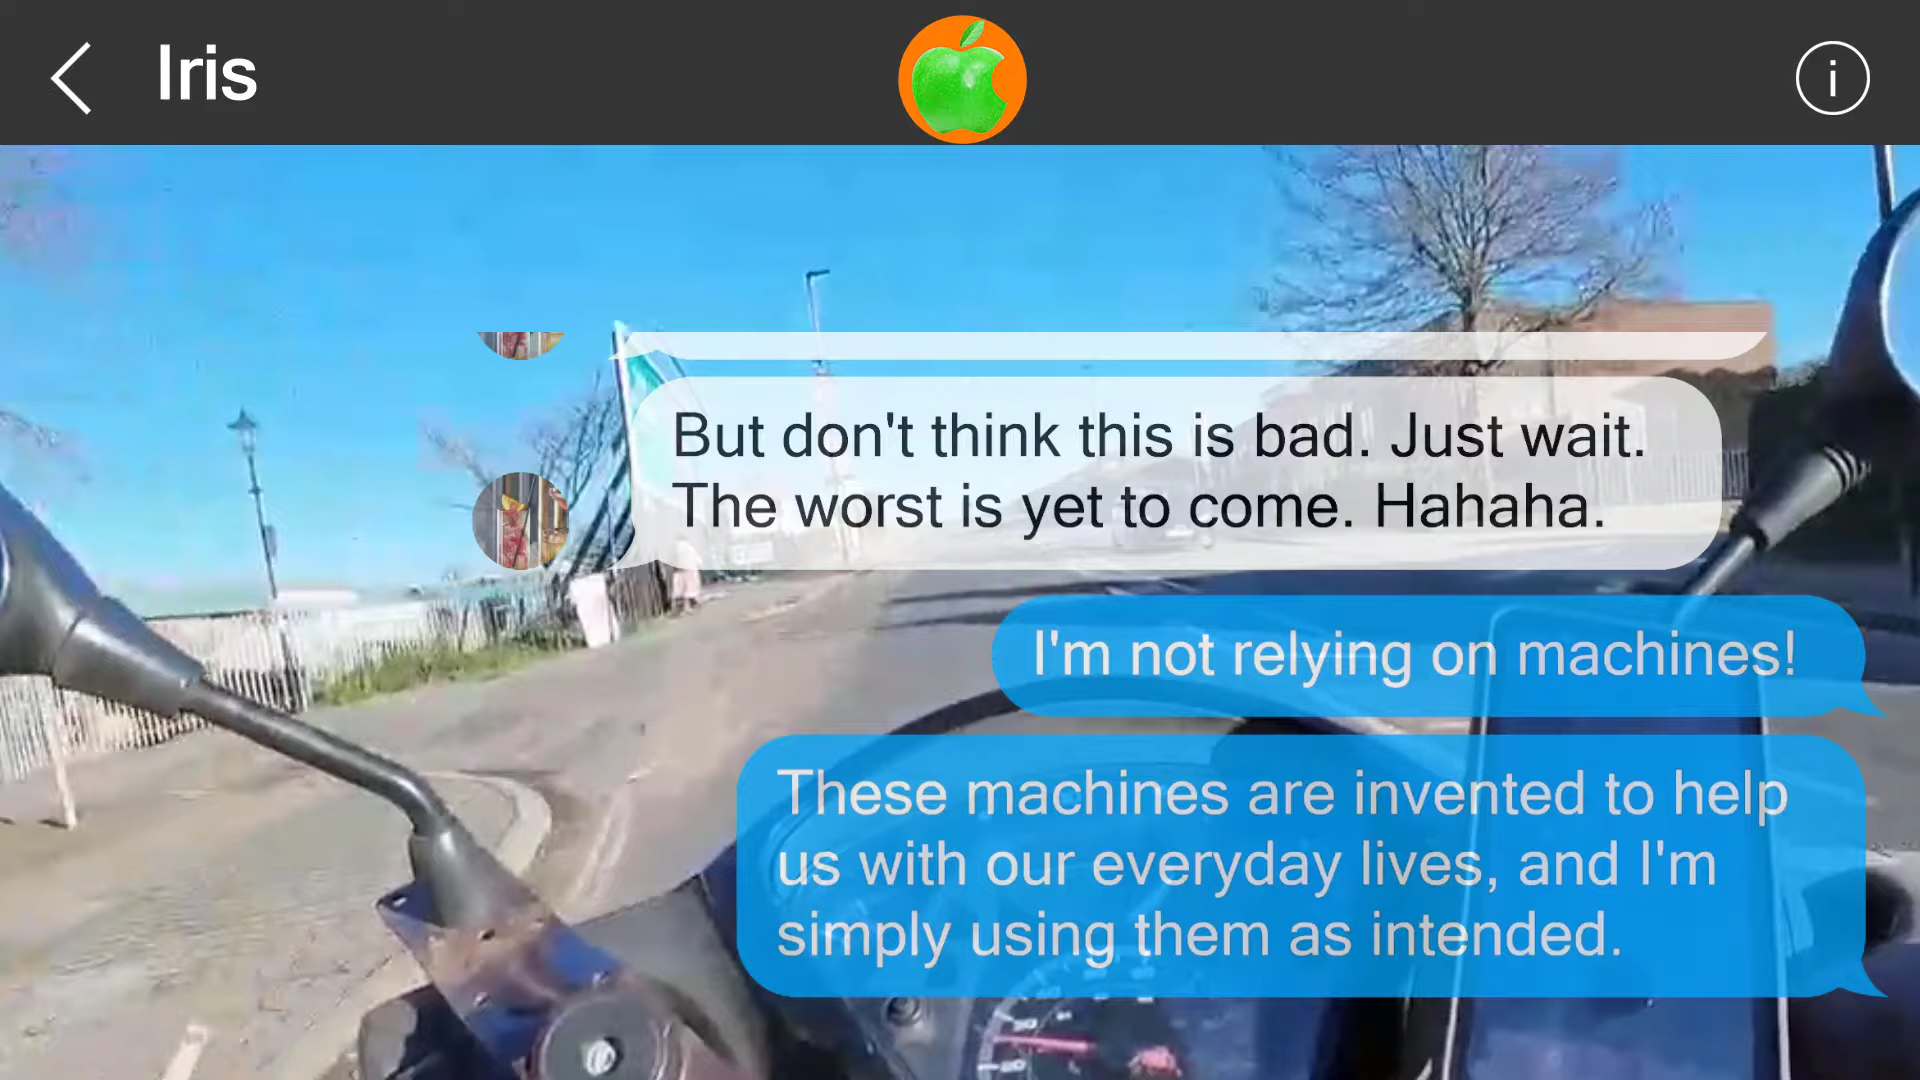 Iris
i
But don't think this is bad. Just wait.
The worst is yet to come. Hahaha.
I'm not relying on machines!
These machines are invented to help
us with our everyday lives, and I'm
simply using them as intended.